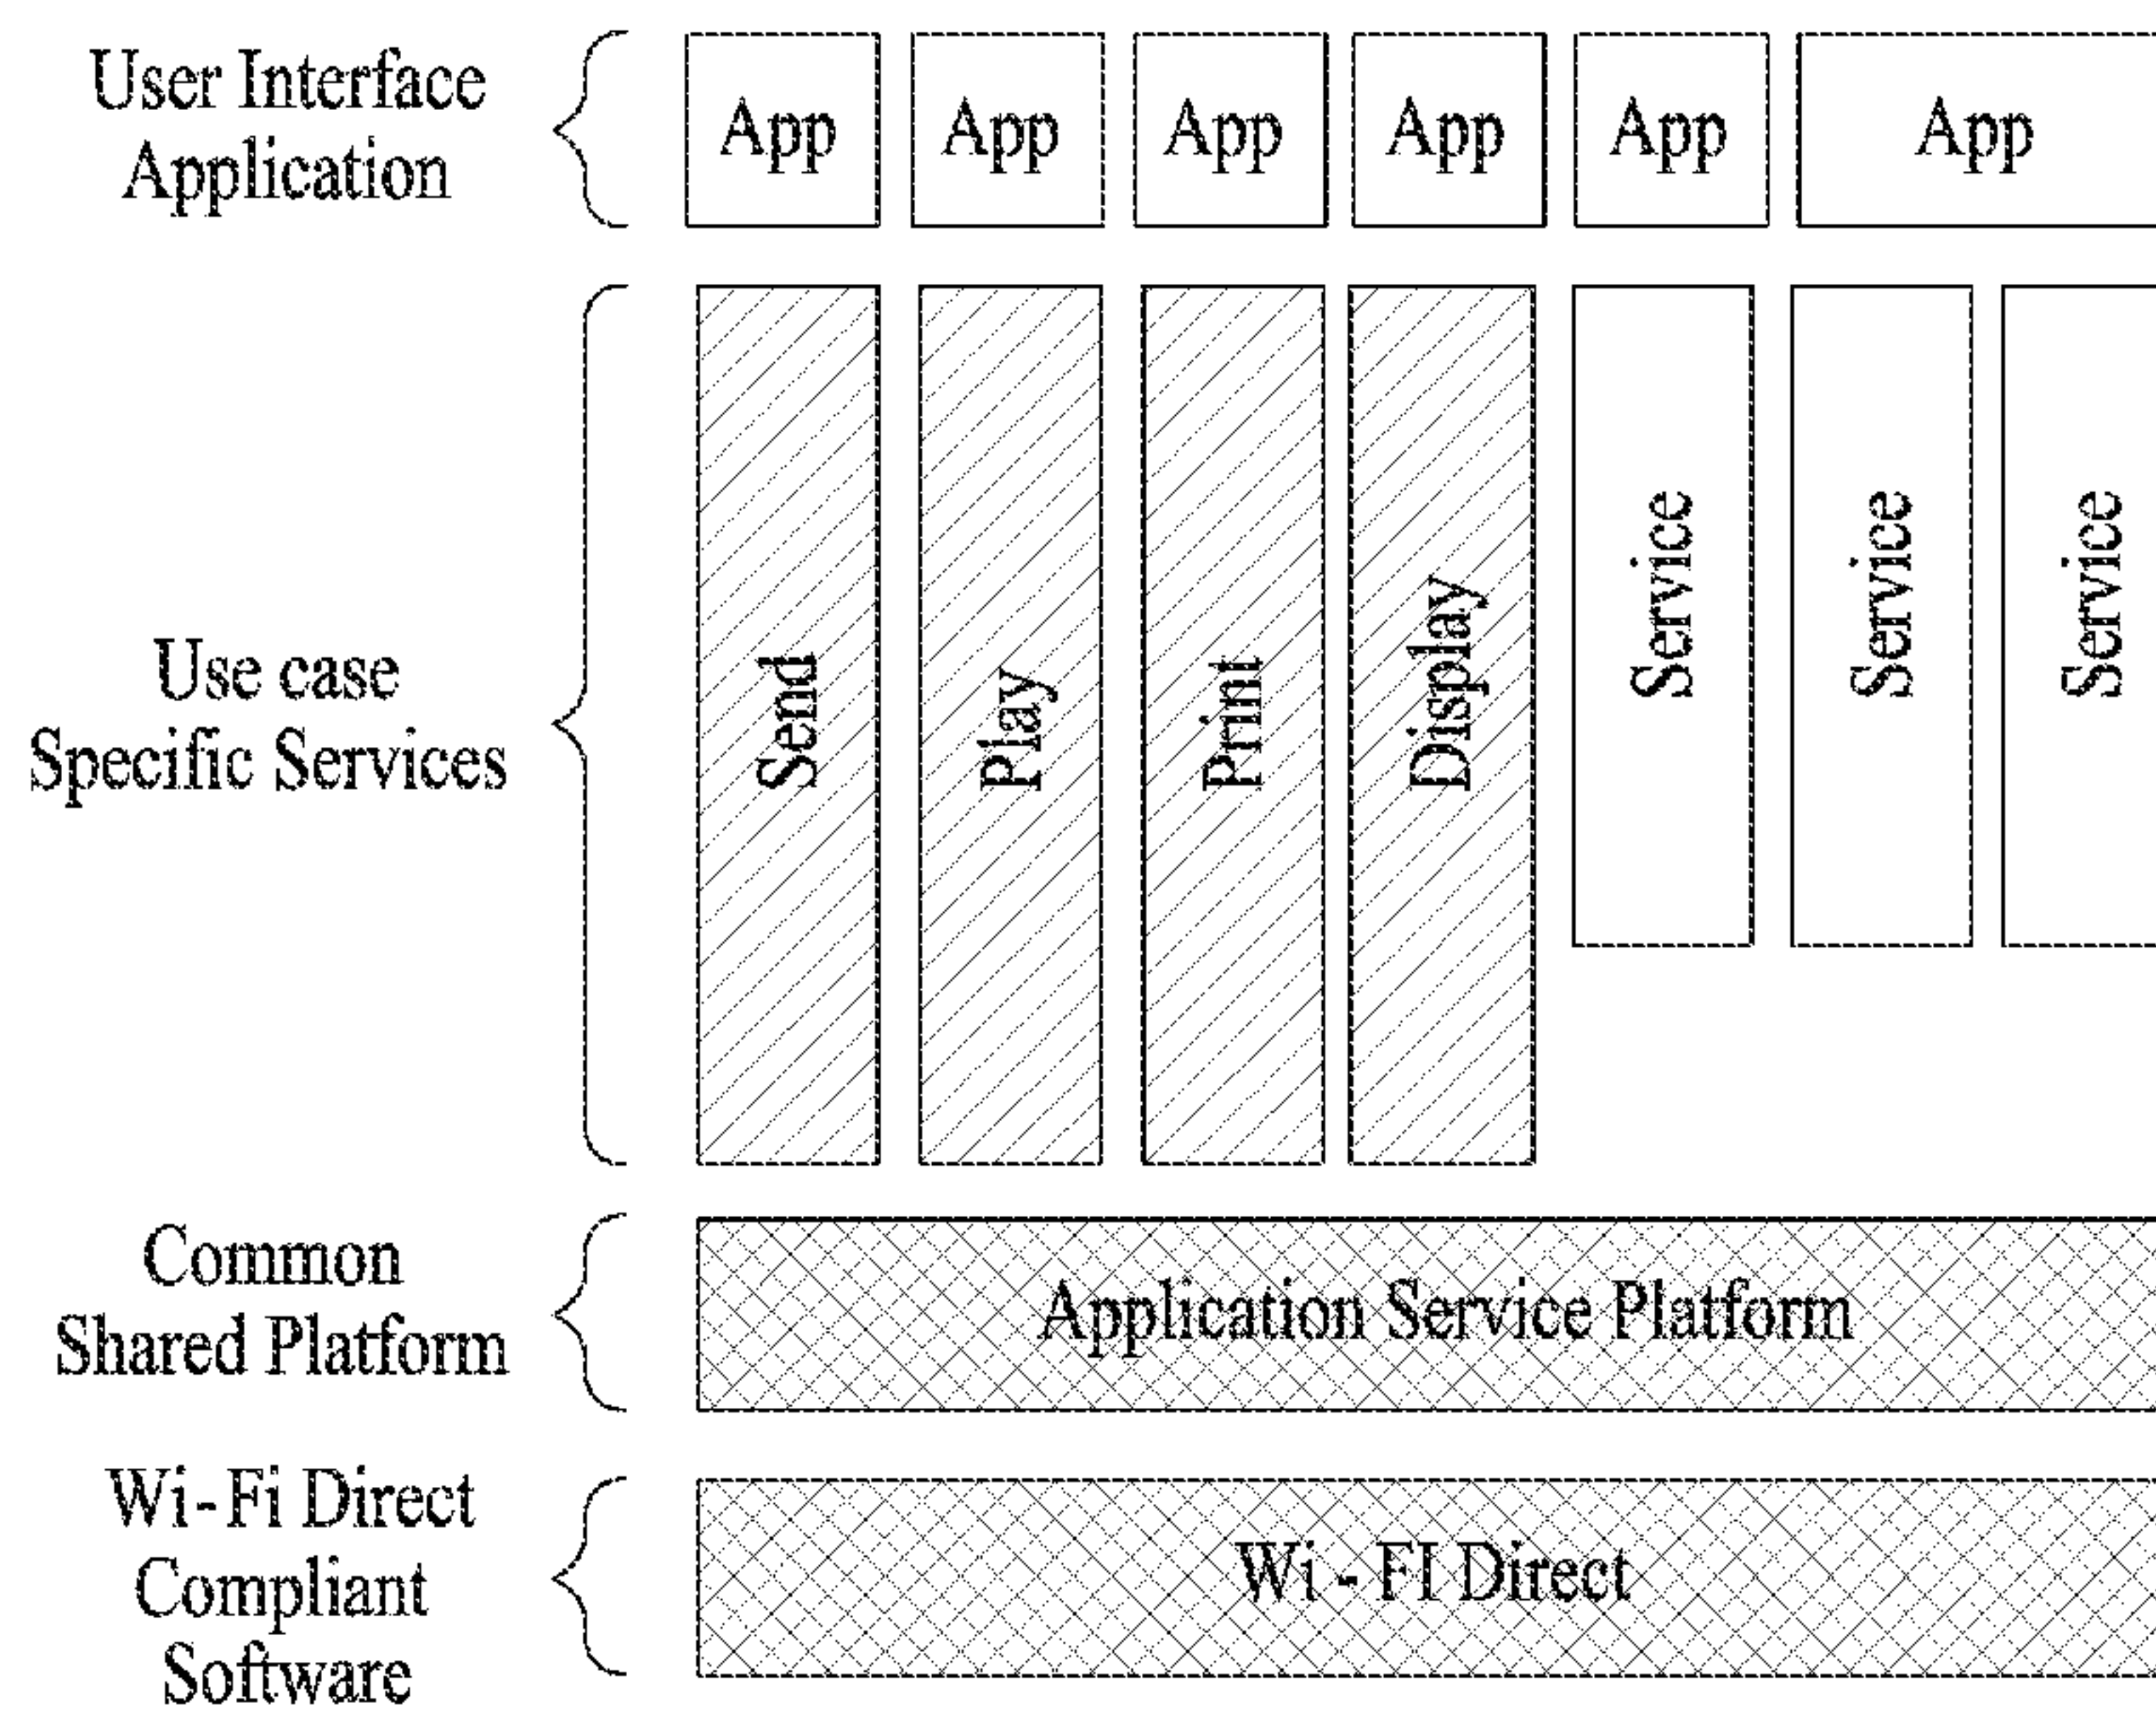 User Interface
Application
App App App App App App
Use case
Specific Services
Send
Play
Print
Display
Service
Service
Service
Common
Shared Platform
Application Service Platform
Wi-Fi Direct
Compliant
Software
Wi - FI Direct